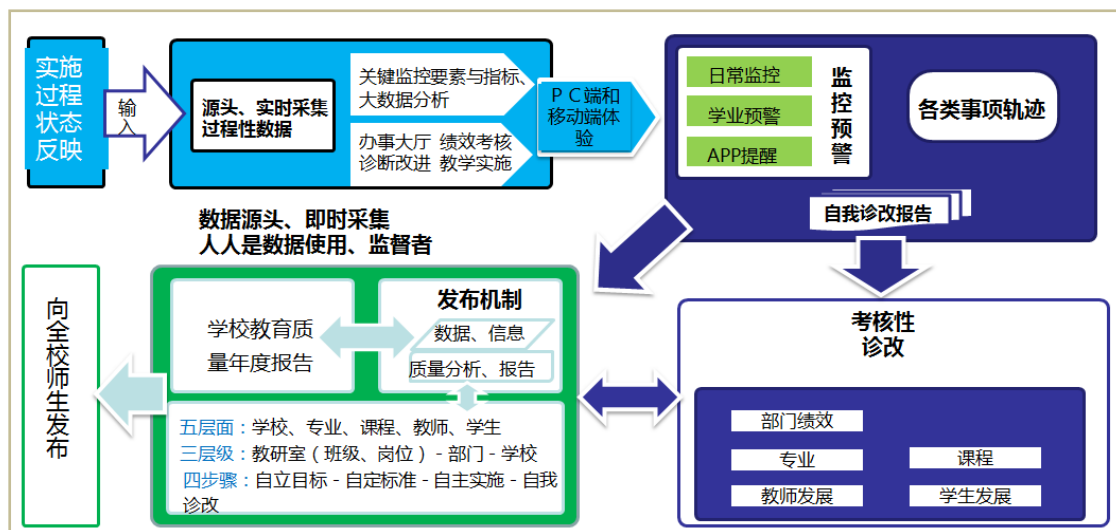 实施
过程
状态
反映
输
入
源头、实时采集
过程性数据
关键监控要素与指标、
大数据分析
办事大厅 绩效考核
诊断改进 教学实施
ＰＣ端和
移动端体
验
日常监控
学业预警
APP提醒
监控预警
各类事项轨迹
自我诊改报告
数据源头、即时采集
人人是数据使用、监督者
向全校师生发布
学校教育质
量年度报告
发布机制
数据、信息
质量分析、报告
五层面：学校、专业、课程、教师、学生
三层级：教研室（班级、岗位）－部门－学校
四步骤：自立目标－自定标准－自主实施－自我
诊改
考核性
诊改
部门绩效
专业
课程
教师发展
学生发展